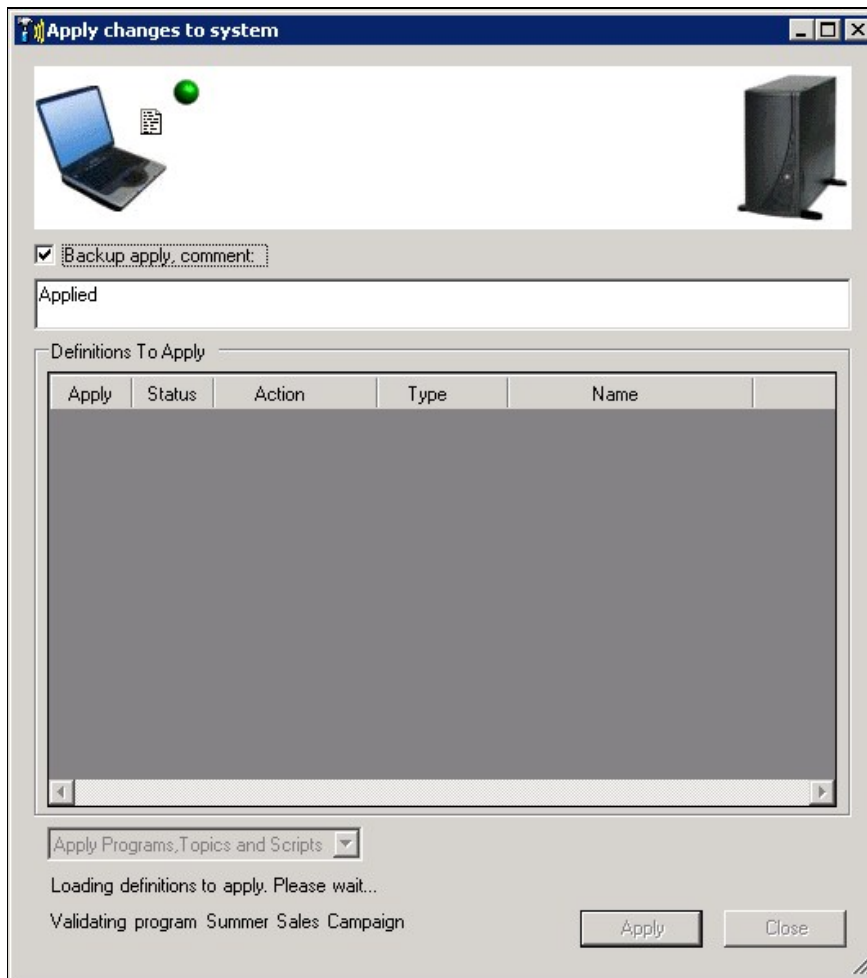 Apply changes to system
Backup apply, comment:
Applied
Definitions To Apply
Apply Status Action Type Name
Apply Programs,Topics and Scripts
Loading definitions to apply. Please wait...
Validating program Summer Sales Campaign
Apply Close